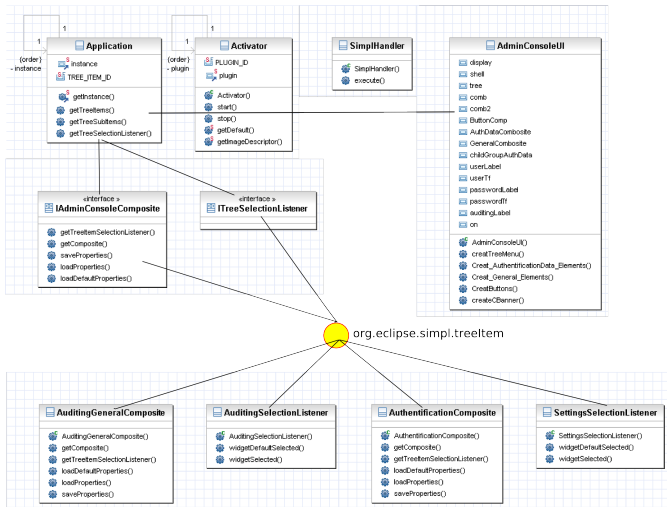 1
1
{order}
- instance
Application
instance
TREE_ITEM_ID
getInstance()
getTreeItems()
getTreeSubItems()
getTreeSelectionListener()
1
1
{order}
- plugin
Activator
PLUGIN_ID
plugin
Activator()
start()
stop()
getDefault()
getImageDescriptor()
SimplHandler
SimplHandler()
execute()
AdminConsoleUI
display
shell
tree
comb
comb2
ButtonComp
AuthDataCombosite
GeneralCombosite
childGroupAuthData
userLabel
userTf
passwordLabel
passwordTf
auditingLabel
on
AdminConsoleUI()
creatTreeMenu()
Creat_AuthentificationData_Elements()
Creat_General_Elements()
CreatButtons()
createCBanner()
«interface »
IAdminConsoleComposite
getTreeItemSelectionListener()
getComposite()
saveProperties()
loadProperties()
loadDefaultProperties()
«interface »
ITreeSelectionListener
org.eclipse.simpl.treeItem
AuditingGeneralComposite
AuditingGeneralComposite()
getComposite()
getTreeItemSelectionListener()
loadDefaultProperties()
loadProperties()
saveProperties()
AuditingSelectionListener
AuditingSelectionListener()
widgetDefaultSelected()
widgetSelected()
AuthentificationComposite
AuthentificationComposite()
getComposite()
getTreeItemSelectionListener()
loadDefaultProperties()
loadProperties()
saveProperties()
SettingsSelectionListener
SettingsSelectionListener()
widgetDefaultSelected()
widgetSelected()